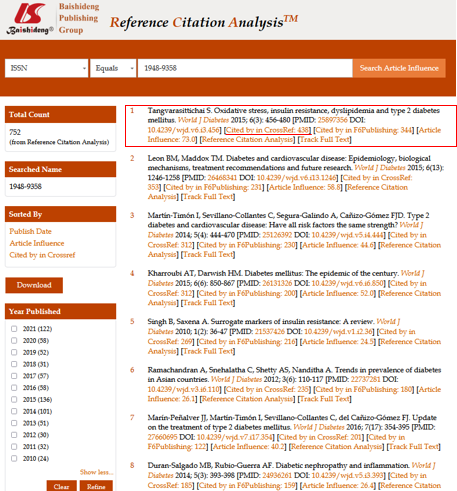 Baishideng®
Baishideng
Publishing
Group
Reference Citation Analysis™
ISSN
Equals
1948-9358
Search Article Influence
Total Count
752
(from Reference Citation Analysis)
Searched Name
1948-9358
Sorted By
Publish Date
Article Influence
Cited by in Crossref
Download
Year Published
2021 (122)
2020 (58)
2019 (52)
2018 (31)
2017 (57)
2016 (58)
2015 (136)
2014 (101)
2013 (51)
2012 (30)
2011 (32)
2010 (24)
Show less...
Clear
Refine
1 Tangvarasittichai S. Oxidative stress, insulin resistance, dyslipidemia and type 2 diabetes
mellitus. World J Diabetes 2015; 6(3): 456-480 [PMID: 25897356 DOI:
10.4239/wjd.v6.i3.456] [Cited by in CrossRef: 438] [Cited by in F6Publishing: 344] [Article
Influence: 73.0] [Reference Citation Analysis] [Track Full Text]
2 Leon BM, Maddox TM. Diabetes and cardiovascular disease: Epidemiology, biological
mechanisms, treatment recommendations and future research. World J Diabetes 2015; 6(13):
1246-1258 [PMID: 26468341 DOI: 10.4239/wjd.v6.i13.1246] [Cited by in CrossRef:
353] [Cited by in F6Publishing: 231] [Article Influence: 58.8] [Reference Citation
Analysis] [Track Full Text]
3 Martín-Timón I, Sevillano-Collantes C, Segura-Galindo A, Cañizo-Gómez FJD. Type 2
diabetes and cardiovascular disease: Have all risk factors the same strength? World J
Diabetes 2014; 5(4): 444-470 [PMID: 25126392 DOI: 10.4239/wjd.v5.i4.444] [Cited by in
CrossRef: 312] [Cited by in F6Publishing: 230] [Article Influence: 44.6] [Reference Citation
Analysis] [Track Full Text]
4 Kharroubi AT, Darwish HM. Diabetes mellitus: The epidemic of the century. World J
Diabetes 2015; 6(6): 850-867 [PMID: 26131326 DOI: 10.4239/wjd.v6.i6.850] [Cited by in
CrossRef: 312] [Cited by in F6Publishing: 200] [Article Influence: 52.0] [Reference Citation
Analysis] [Track Full Text]
5 Singh B, Saxena A. Surrogate markers of insulin resistance: A review. World J
Diabetes 2010; 1(2): 36-47 [PMID: 21537426 DOI: 10.4239/wjd.v1.i2.36] [Cited by in
CrossRef: 269] [Cited by in F6Publishing: 216] [Article Influence: 24.5] [Reference Citation
Analysis] [Track Full Text]
6 Ramachandran A, Snehalatha C, Shetty AS, Nanditha A. Trends in prevalence of diabetes
in Asian countries. World J Diabetes 2012; 3(6): 110-117 [PMID: 22737281 DOI:
10.4239/wjd.v3.i6.110] [Cited by in CrossRef: 235] [Cited by in F6Publishing: 180] [Article
Influence: 26.1] [Reference Citation Analysis] [Track Full Text]
7 Marín-Peñalver JJ, Martín-Timón I, Sevillano-Collantes C, del Cañizo-Gómez FJ. Update
on the treatment of type 2 diabetes mellitus. World J Diabetes 2016; 7(17): 354-395 [PMID:
27660695 DOI: 10.4239/wjd.v7.i17.354] [Cited by in CrossRef: 201] [Cited by in
F6Publishing: 122] [Article Influence: 40.2] [Reference Citation Analysis] [Track Full Text]
8 Duran-Salgado MB, Rubio-Guerra AF. Diabetic nephropathy and inflammation. World J
Diabetes 2014; 5(3): 393-398 [PMID: 24936261 DOI: 10.4239/wjd.v5.i3.393] [Cited by in
CrossRef: 185] [Cited by in F6Publishing: 159] [Article Influence: 26.4] [Reference Citation